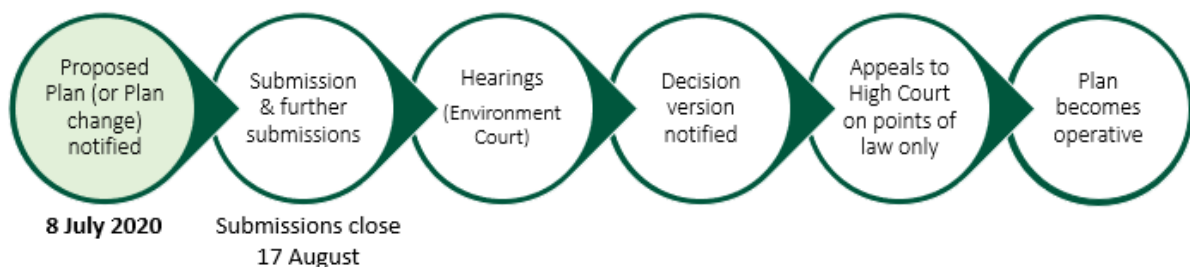 Proposed
Plan (or Plan
change)
notified
Submission
& further
submissions
Hearings
(Environment
Court)
Decision
version
notified
Appeals to
High Court
on points of
law only
Plan
becomes
operative
8 July 2020
Submissions close
17 August